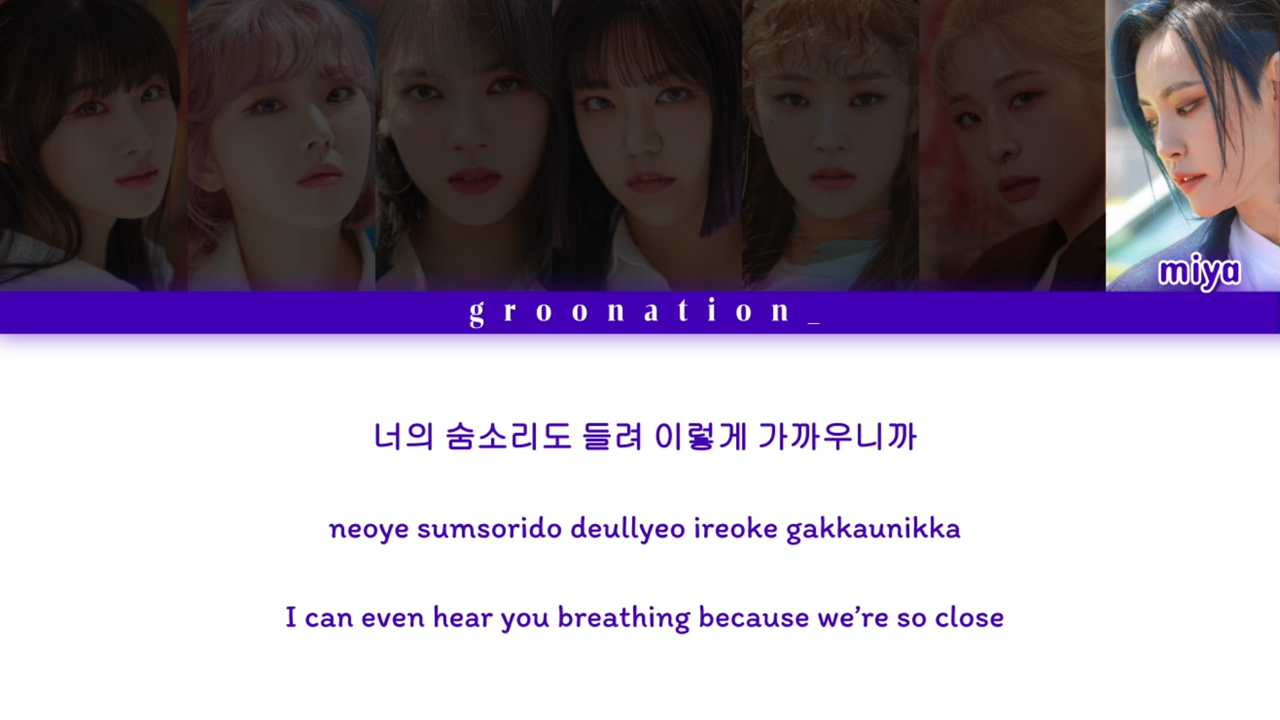 miya
groonation_
너의 숨소리도 들려 이렇게 가까우니까
neoye sumsorido deullyeo ireoke gakkaunikka
I can even hear you breathing because we’re so close